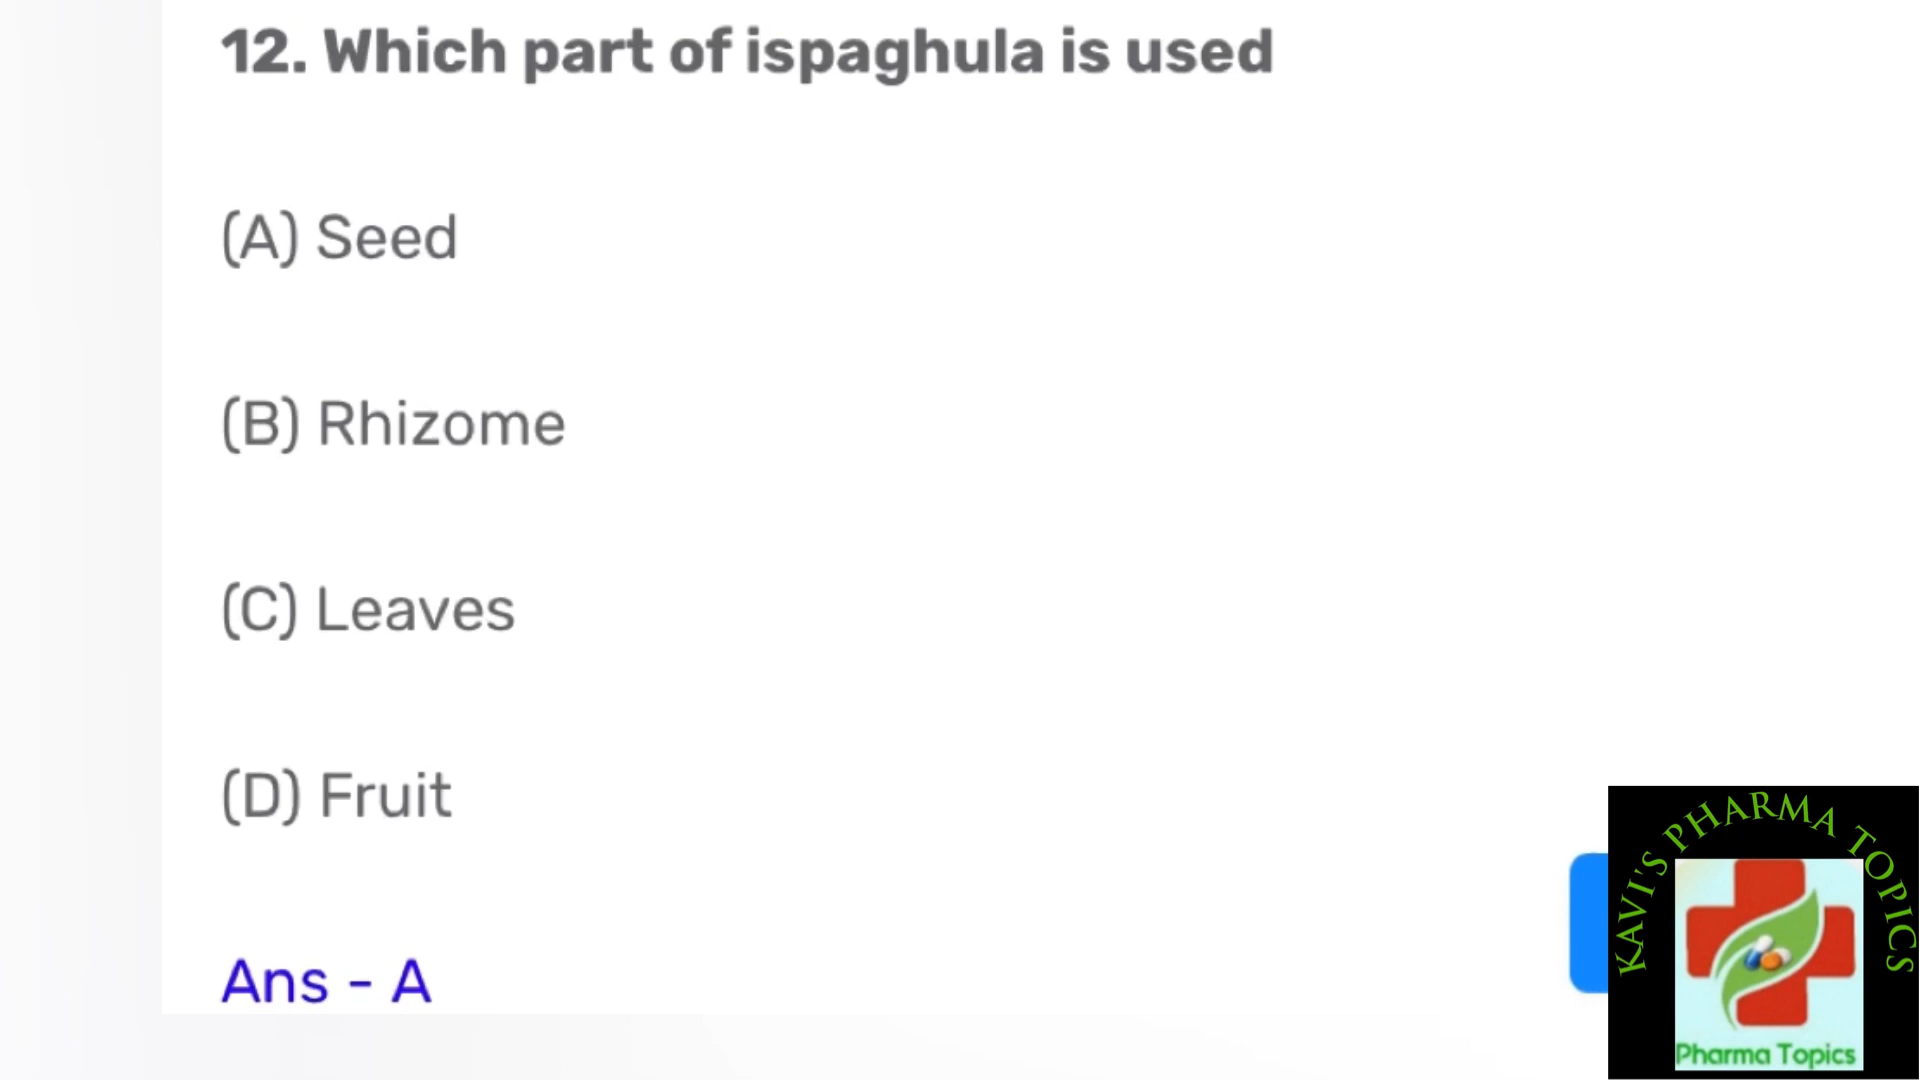 12. Which part of ispaghula is used
(A) Seed
(B) Rhizome
(C) Leaves
(D) Fruit
Ans - A
KAVI'S PHARMA TOPICS
Pharma Topics